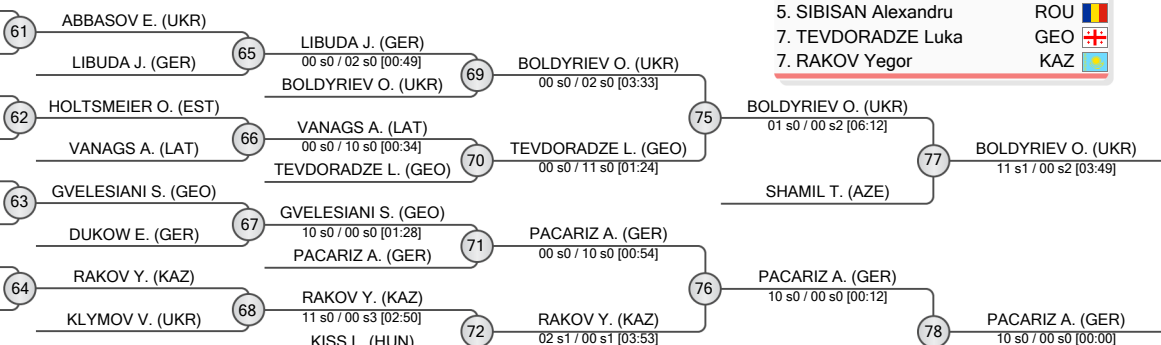 5. SIBISAN Alexandru ROU
7. TEVDORADZE Luka GEO
7. RAKOV Yegor KAZ
61
ABBASOV E. (UKR)
LIBUDA J. (GER)
65
LIBUDA J. (GER)
00 s0 / 02 s0 [00:49]
BOLDYRIEV O. (UKR)
69
BOLDYRIEV O. (UKR)
00 s0 / 02 s0 [03:33]
62
HOLTSMEIER O. (EST)
VANAGS A. (LAT)
66
VANAGS A. (LAT)
00 s0 / 10 s0 [00:34]
TEVDORADZE L. (GEO)
70
TEVDORADZE L. (GEO)
00 s0 / 11 s0 [01:24]
75
BOLDYRIEV O. (UKR)
01 s0 / 00 s2 [06:12]
SHAMIL T. (AZE)
77
BOLDYRIEV O. (UKR)
11 s1 / 00 s2 [03:49]
63
GVELESIANI S. (GEO)
DUKOW E. (GER)
67
GVELESIANI S. (GEO)
10 s0 / 00 s0 [01:28]
PACARIZ A. (GER)
71
PACARIZ A. (GER)
00 s0 / 10 s0 [00:54]
64
RAKOV Y. (KAZ)
KLYMOV V. (UKR)
68
RAKOV Y. (KAZ)
11 s0 / 00 s3 [02:50]
KISS L. (HUN)
72
RAKOV Y. (KAZ)
02 s1 / 00 s1 [03:53]
76
PACARIZ A. (GER)
10 s0 / 00 s0 [00:12]
78
PACARIZ A. (GER)
10 s0 / 00 s0 [00:00]